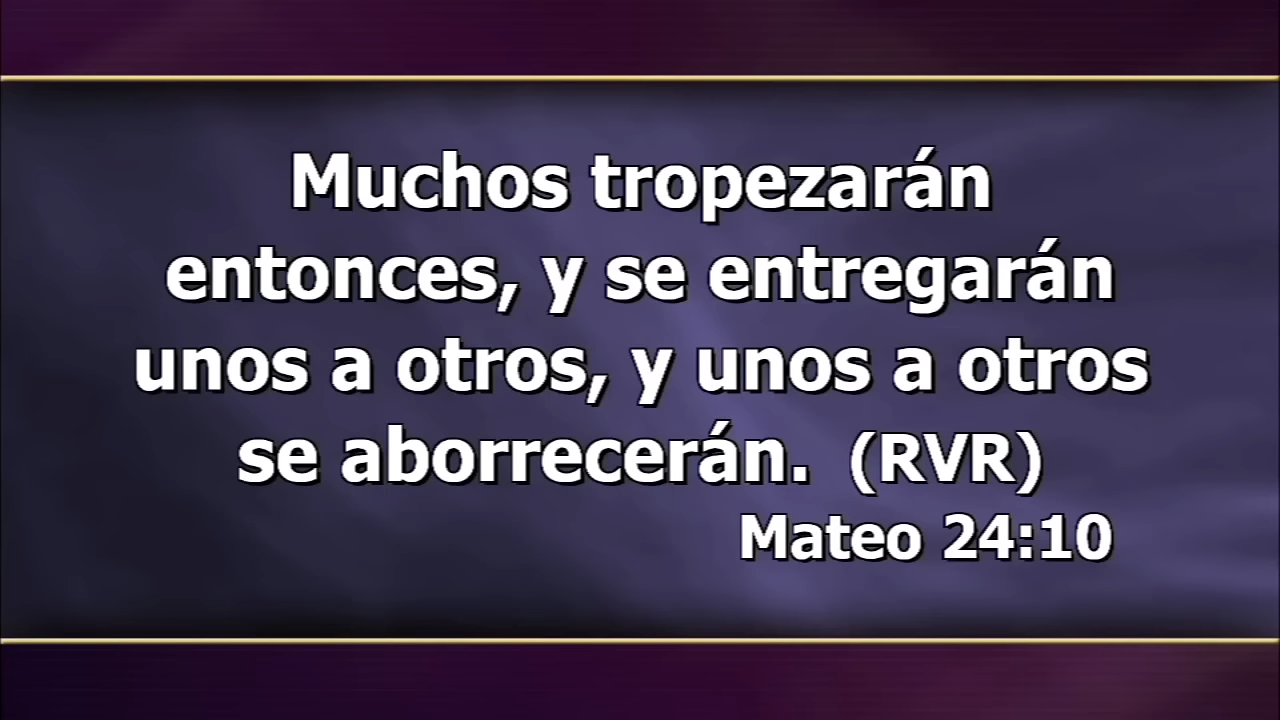 Muchos tropezarán
entonces, y se entregarán
unos a otros, y unos a otros
se aborrecerán. (RVR)
Mateo 24:10